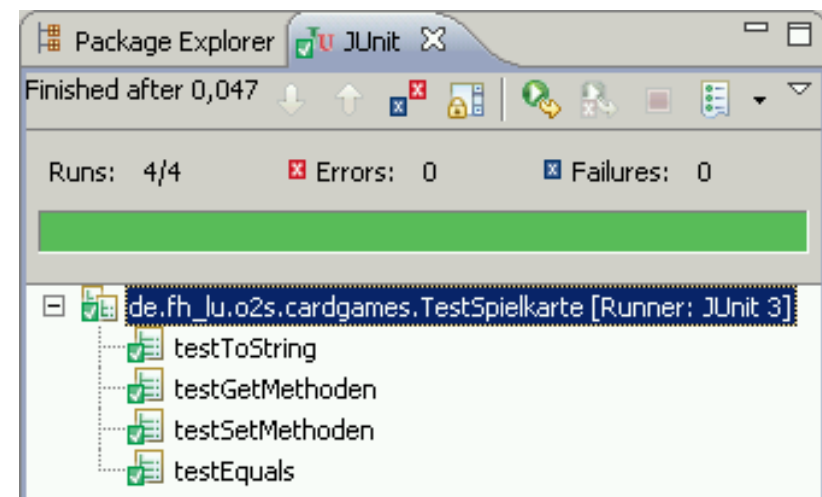 Package Explorer JUnit
Finished after 0,047
Runs: 4/4 Errors: 0 Failures: 0
de.fh_lu.o2s.cardgames.TestSpielkarte [Runner: JUnit 3]
testToString
testGetMethoden
testSetMethoden
testEquals